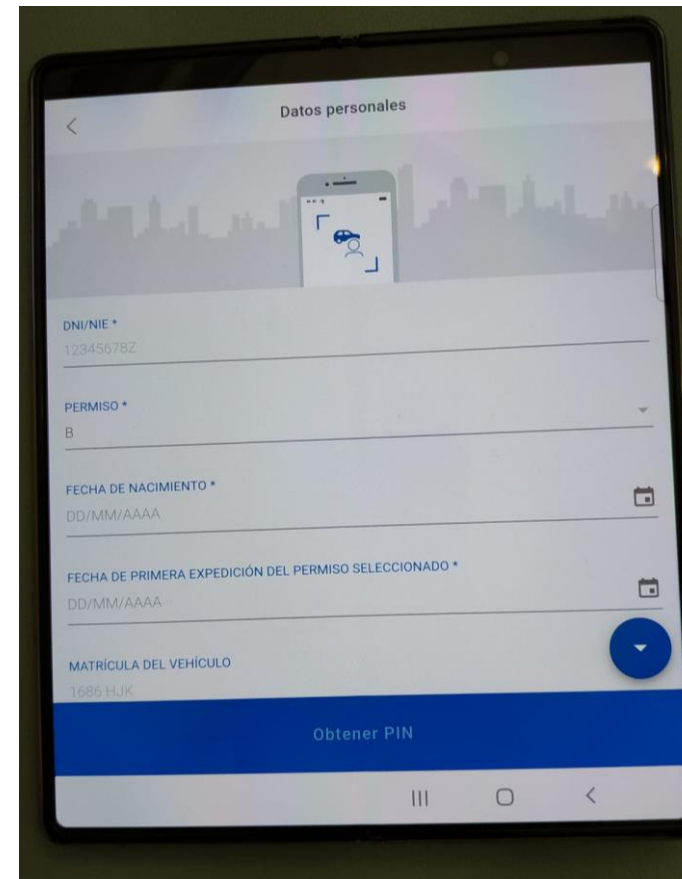 Datos personales
DNI/NIE *
12345678Z
PERMISO *
B
FECHA DE NACIMIENTO *
DD/MM/AAAA
FECHA DE PRIMERA EXPEDICIÓN DEL PERMISO SELECCIONADO *
DD/MM/AAAA
MATRÍCULA DEL VEHÍCULO
1686 HJK
Obtener PIN